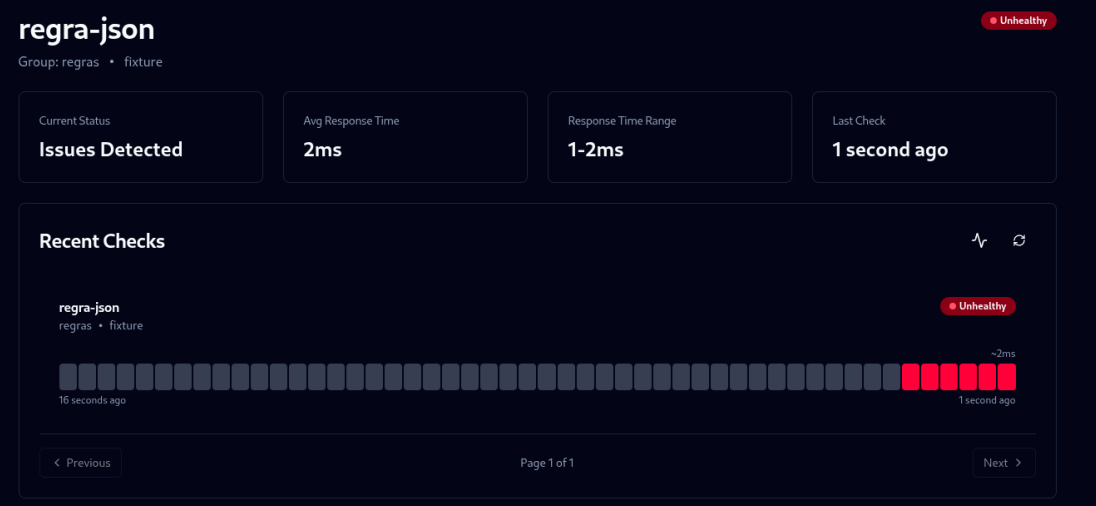 regra-json
Unhealthy
Group: regras • fixture
Current Status
Issues Detected
Avg Response Time
2ms
Response Time Range
1-2ms
Last Check
1 second ago
Recent Checks
regra-json
Unhealthy
regras • fixture
~2ms
16 seconds ago
1 second ago
Previous
Page 1 of 1
Next